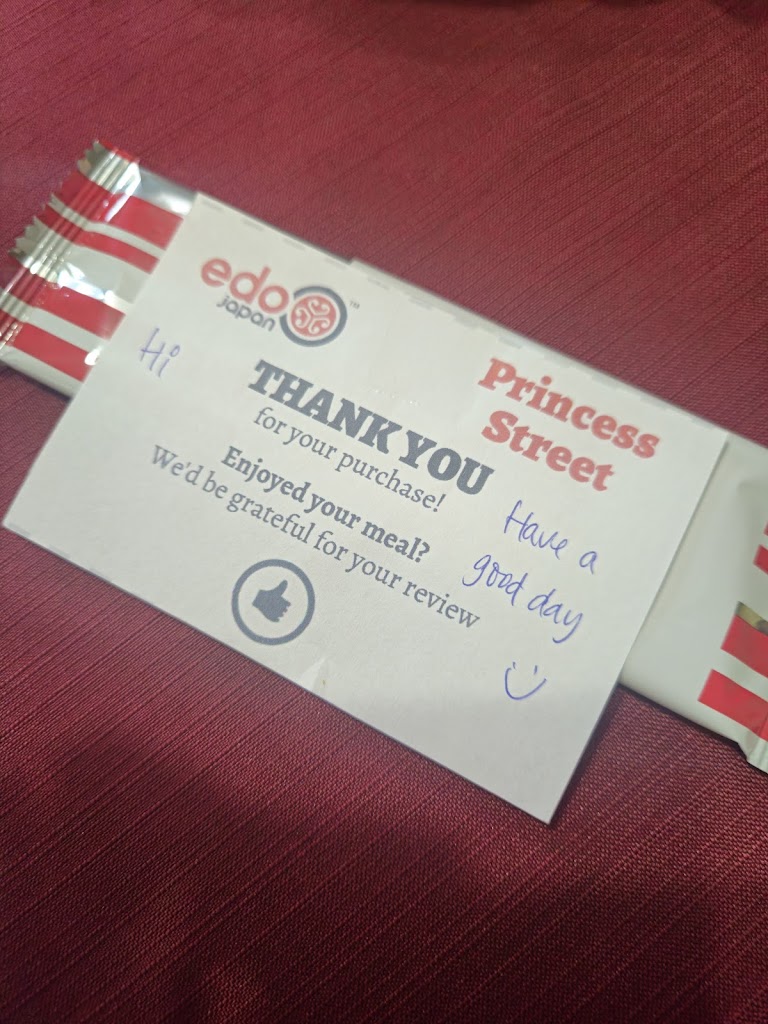 edo
japan
TM
Hi
Princess
Street
THANK YOU
for your purchase!
Enjoyed your meal?
We'd be grateful for your review
Have a
good day